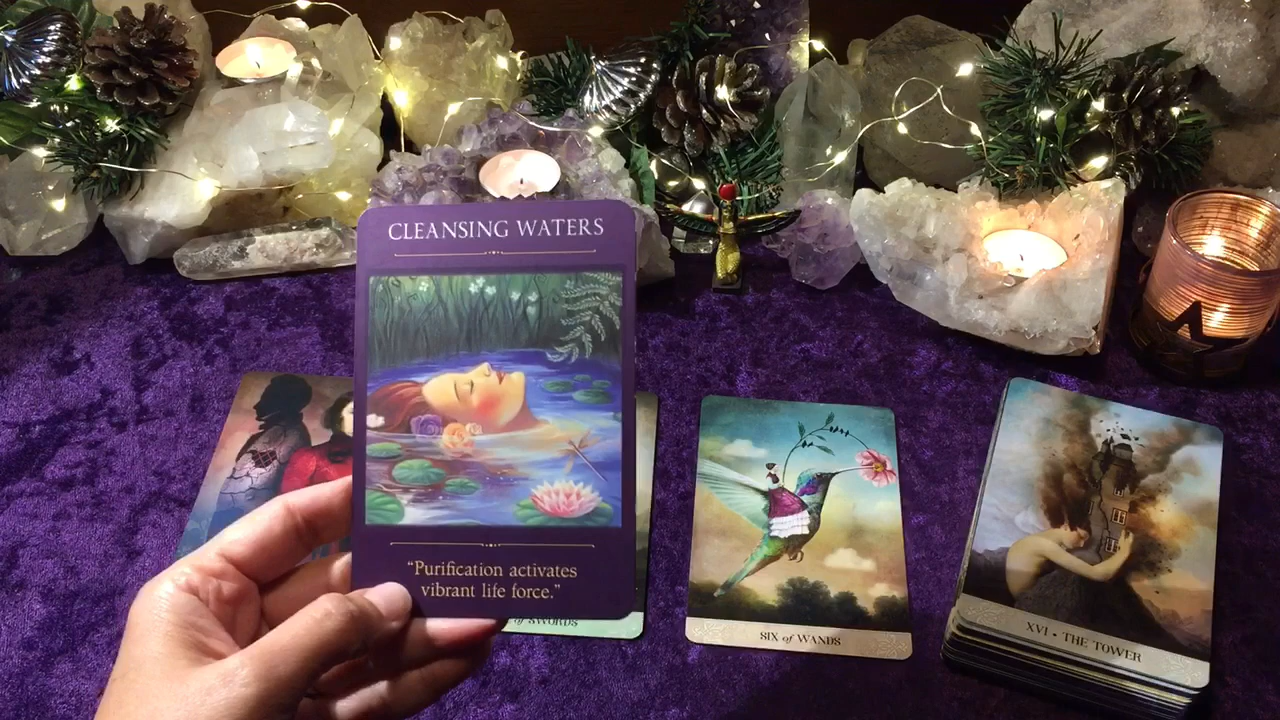 CLEANSING WATERS
“Purification activates
vibrant life force.”
of SWORDS
SIX of WANDS
XVI • THE TOWER